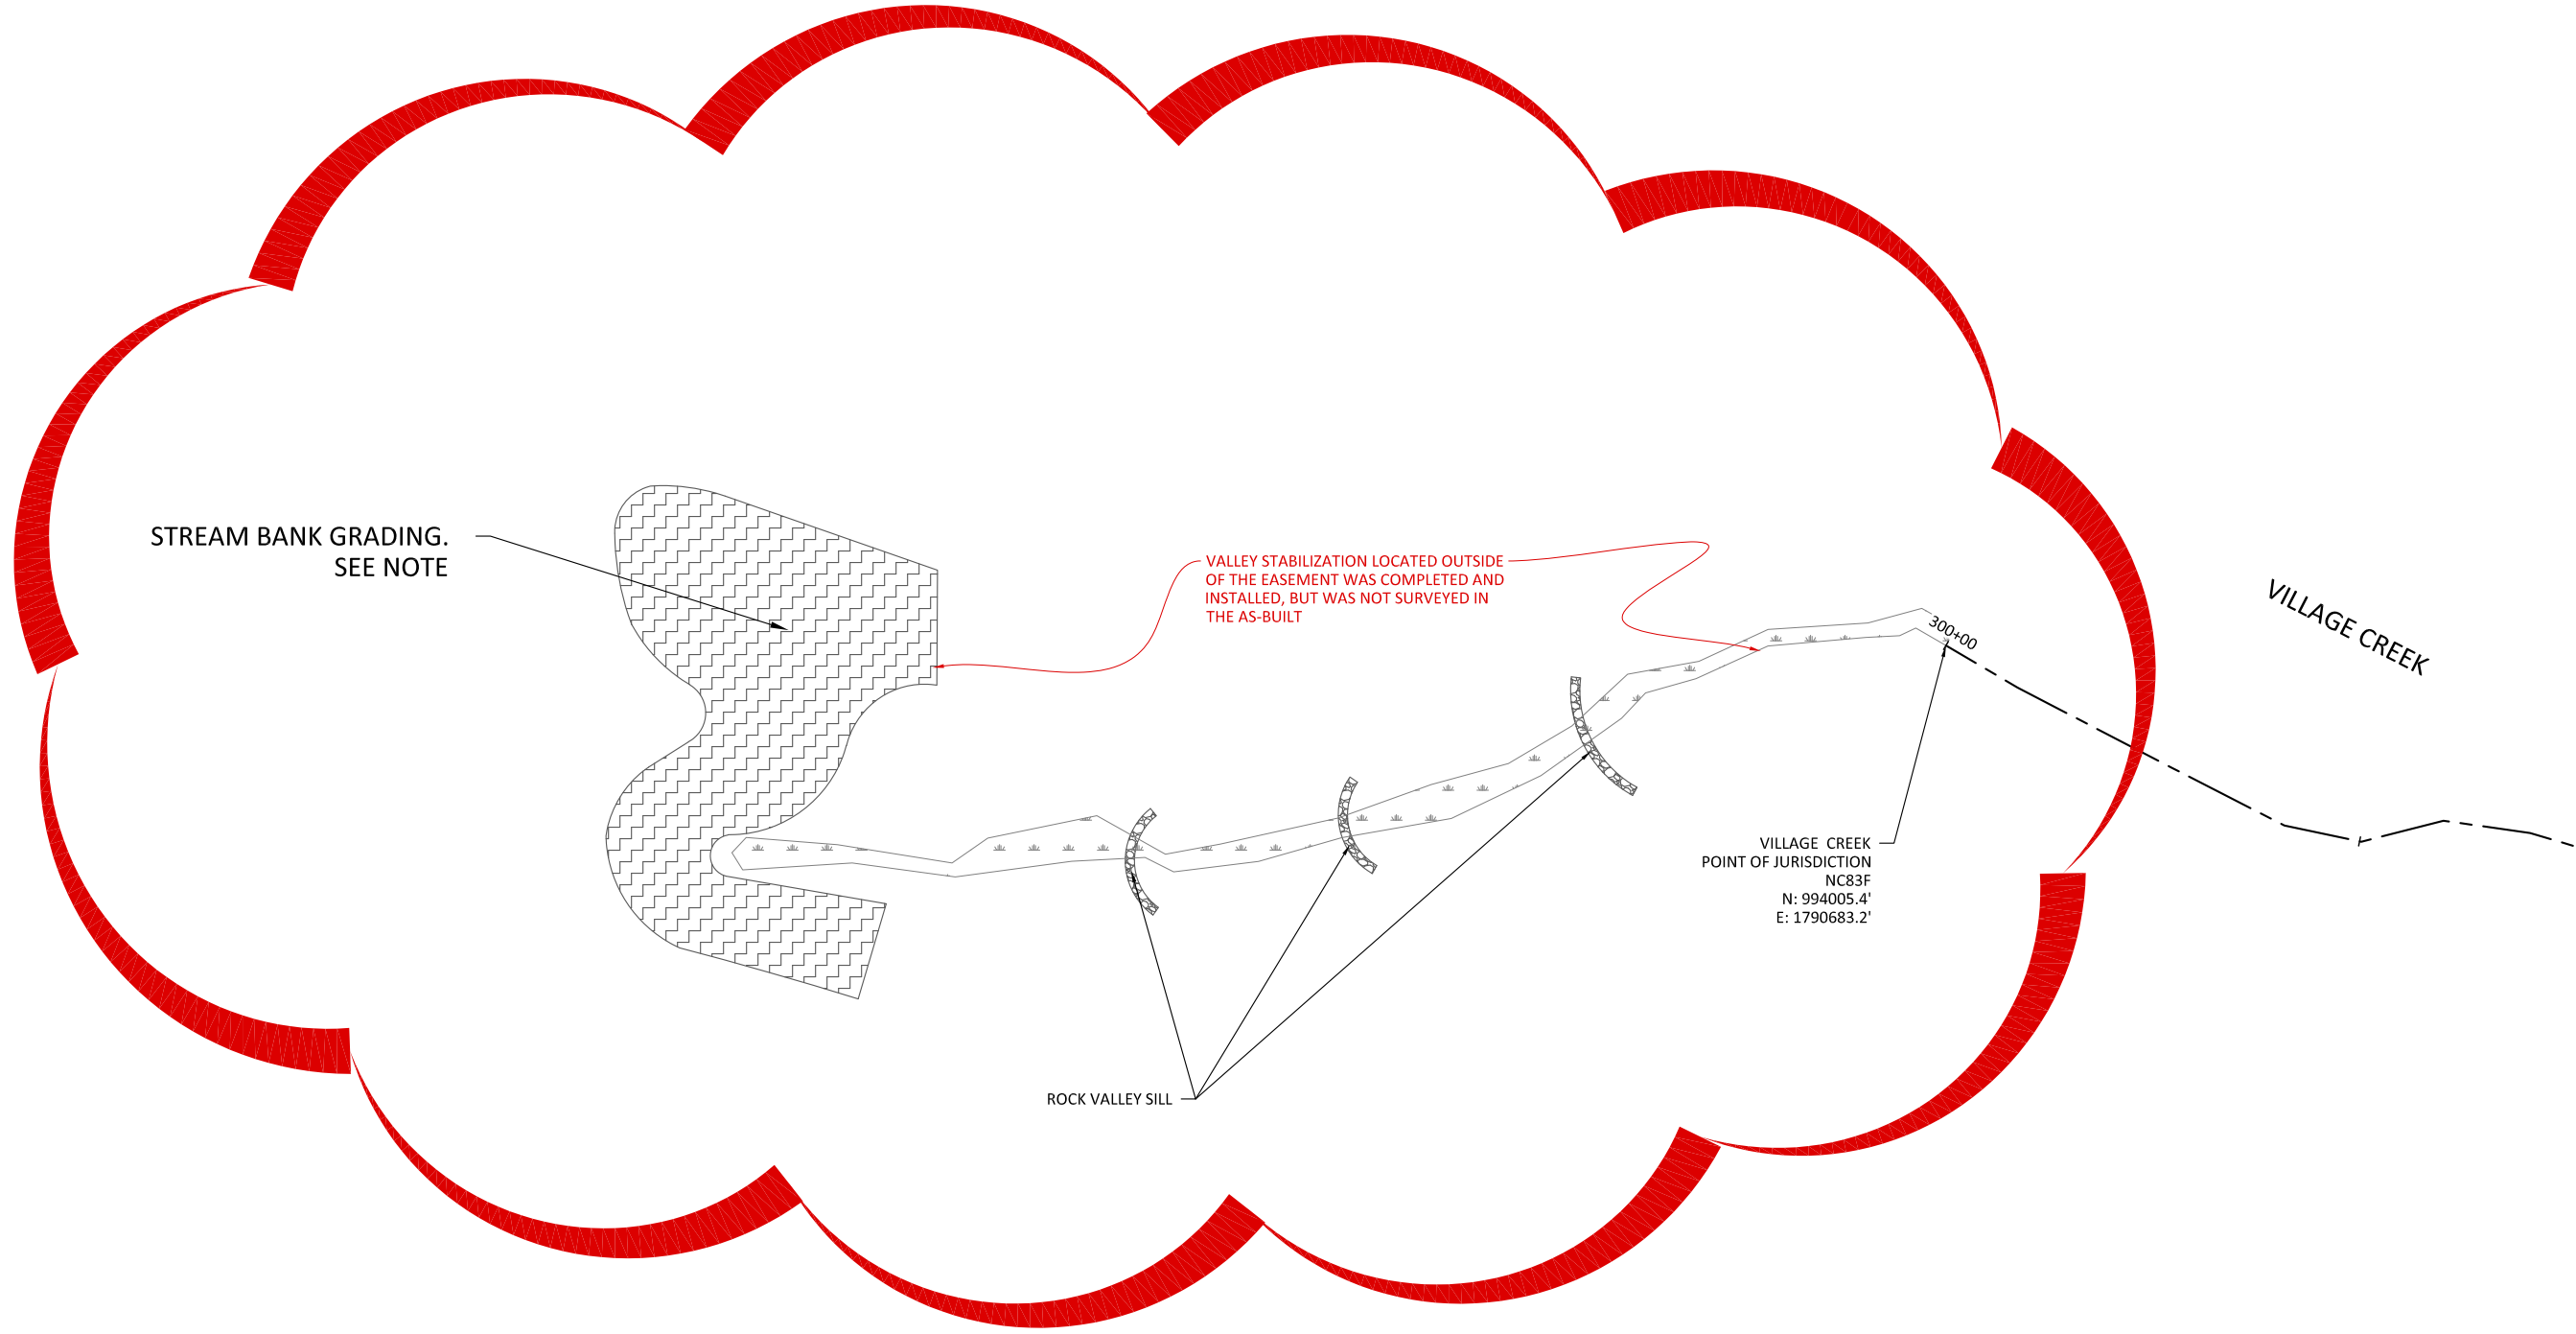 STREAM BANK GRADING.
SEE NOTE
VALLEY STABILIZATION LOCATED OUTSIDE
OF THE EASEMENT WAS COMPLETED AND
INSTALLED, BUT WAS NOT SURVEYED IN
THE AS-BUILT
300+00
VILLAGE CREEK
VILLAGE CREEK
POINT OF JURISDICTION
NC83F
N: 994005.4'
E: 1790683.2'
ROCK VALLEY SILL